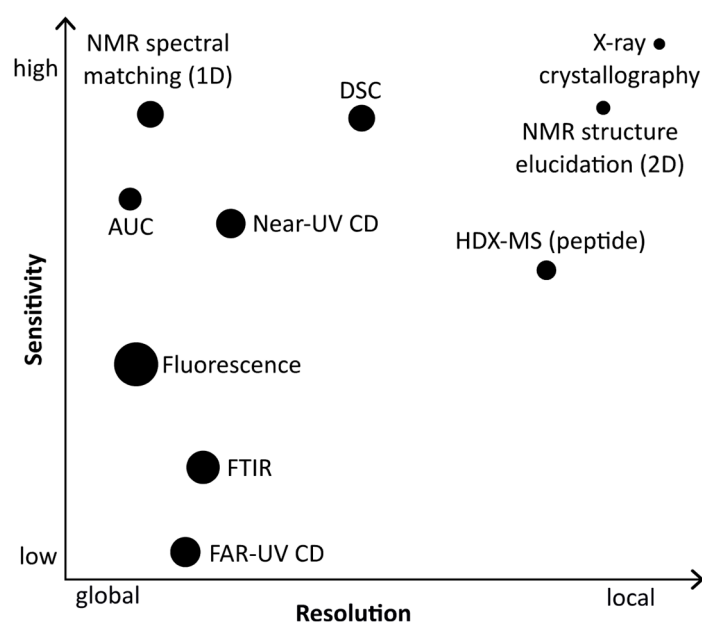 high
NMR spectral
matching (1D)
DSC
X-ray
crystallography
NMR structure
elucidation (2D)
AUC
Near-UV CD
HDX-MS (peptide)
Sensitivity
Fluorescence
FTIR
FAR-UV CD
low
global
local
Resolution